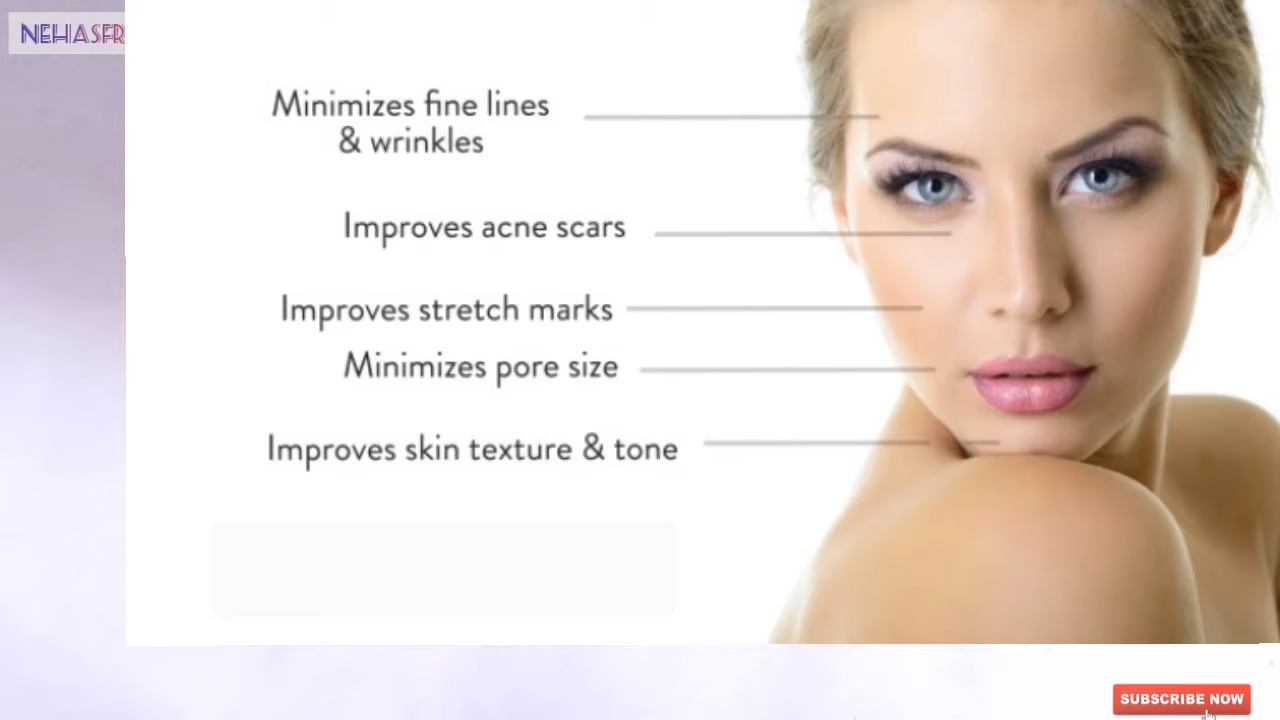 NEHASFR
Minimizes fine lines
& wrinkles
Improves acne scars
Improves stretch marks
Minimizes pore size
Improves skin texture & tone
SUBSCRIBE NOW